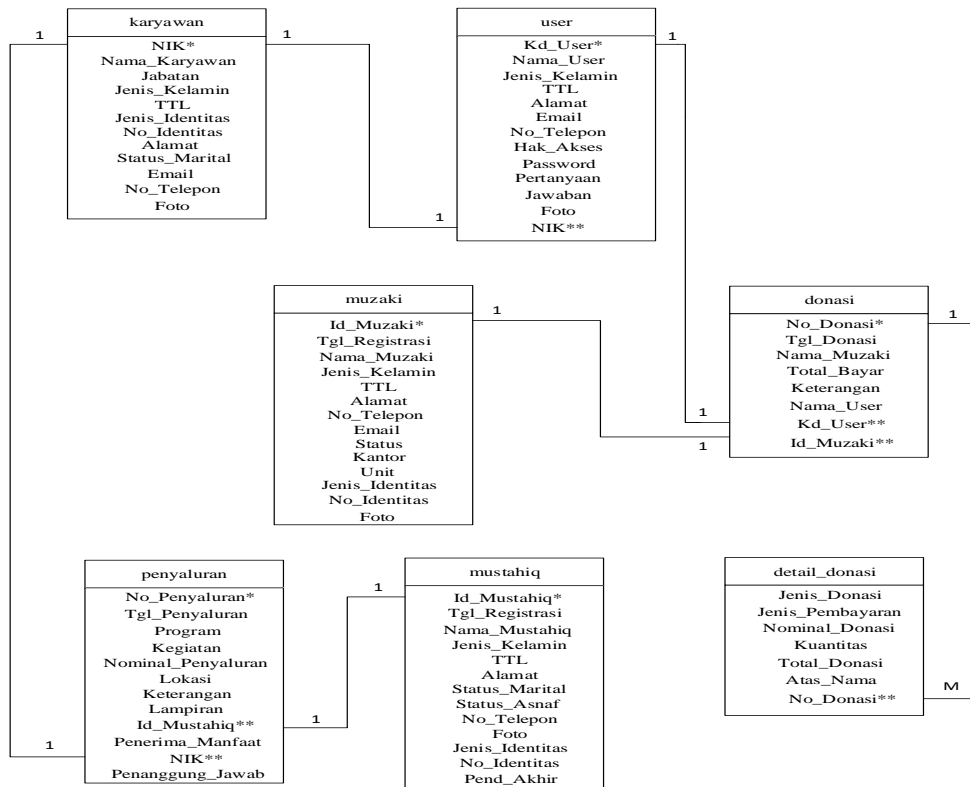 karyawan
NIK*
Nama_Karyawan
Jabatan
Jenis_Kelamin
TTL
Jenis_Identitas
No_Identitas
Alamat
Status_Marital
Email
No_Telepon
Foto
1
1
user
Kd_User*
Nama_User
Jenis_Kelamin
TTL
Alamat
Email
No_Telepon
Hak_Akses
Password
Pertanyaan
Jawaban
Foto
NIK**
1
1
muzaki
Id_Muzaki*
Tgl_Registrasi
Nama_Muzaki
Jenis_Kelamin
TTL
Alamat
No_Telepon
Email
Status
Kantor
Unit
Jenis_Identitas
No_Identitas
Foto
1
donasi
No_Donasi*
Tgl_Donasi
Nama_Muzaki
Total_Bayar
Keterangan
Nama_User
Kd_User**
Id_Muzaki**
1
1
1
penyaluran
No_Penyaluran*
Tgl_Penyaluran
Program
Kegiatan
Nominal_Penyaluran
Lokasi
Keterangan
Lampiran
Id_Mustahiq**
Penerima_Manfaat
NIK**
Penanggung_Jawab
1
1
mustahiq
Id_Mustahiq*
Tgl_Registrasi
Nama_Mustahiq
Jenis_Kelamin
TTL
Alamat
Status_Marital
Status_Asnaf
No_Telepon
Foto
Jenis_Identitas
No_Identitas
Pend_Akhir
1
detail_donasi
Jenis_Donasi
Jenis_Pembayaran
Nominal_Donasi
Kuantitas
Total_Donasi
Atas_Nama
No_Donasi**
M